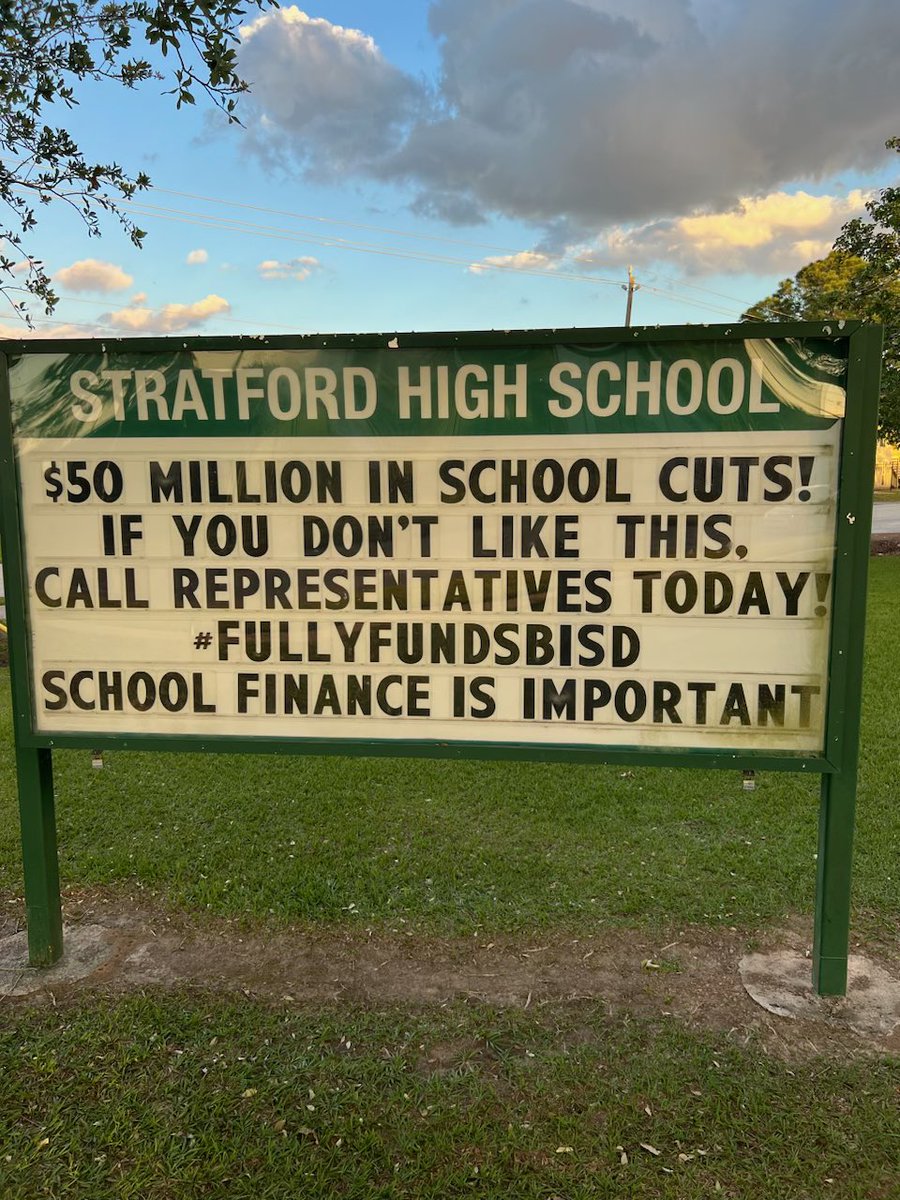 STRATFORD HIGH SCHOOL
$50 MILLION IN SCHOOL CUTS!
IF YOU DON'T LIKE THIS,
CALL REPRESENTATIVES TODAY!
#FULLYFUNDSBISD
SCHOOL FINANCE IS IMPORTANT